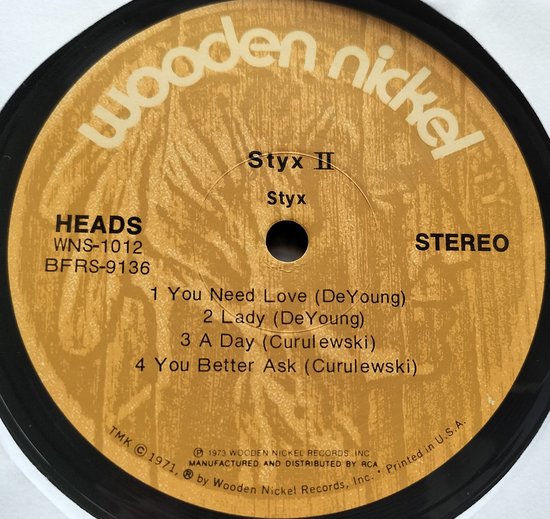 wooden nickel
Styx II
Styx
HEADS
WNS-1012
BFRS-9136
STEREO
1 You Need Love (DeYoung)
2 Lady (DeYoung)
3 A Day (Curulewski)
4 You Better Ask (Curulewski)
℗ 1973 WOODEN NICKEL RECORDS, INC
MANUFACTURED AND DISTRIBUTED BY RCA
TMK © 1971, ® by Wooden Nickel Records, Inc. • Printed in U.S.A.